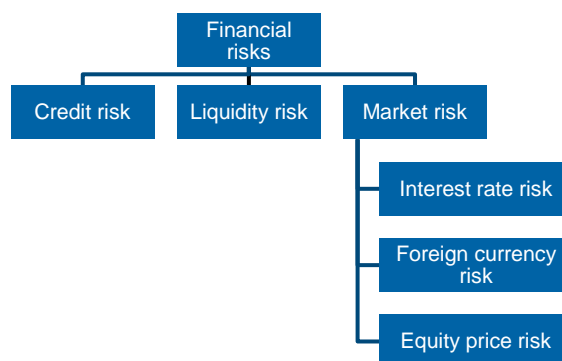 Financial
risks
Credit risk
Liquidity risk
Market risk
Interest rate risk
Foreign currency
risk
Equity price risk